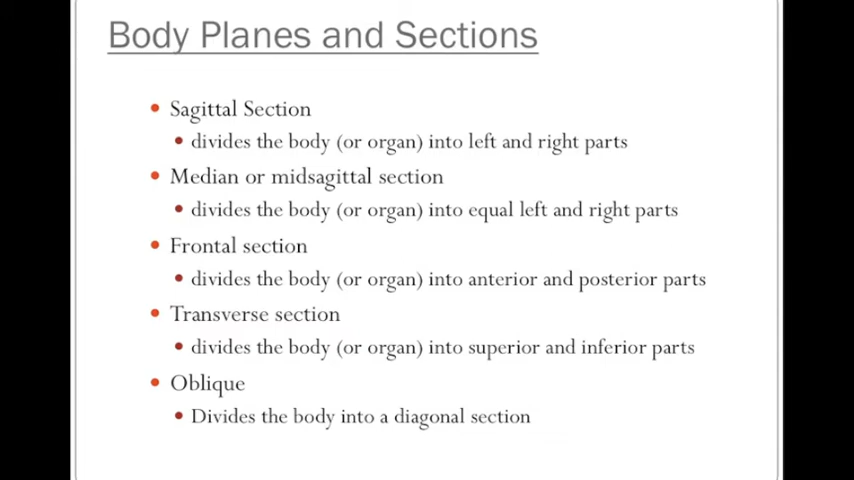 Body Planes and Sections
• Sagittal Section
• divides the body (or organ) into left and right parts
• Median or midsagittal section
• divides the body (or organ) into equal left and right parts
• Frontal section
• divides the body (or organ) into anterior and posterior parts
• Transverse section
• divides the body (or organ) into superior and inferior parts
• Oblique
• Divides the body into a diagonal section